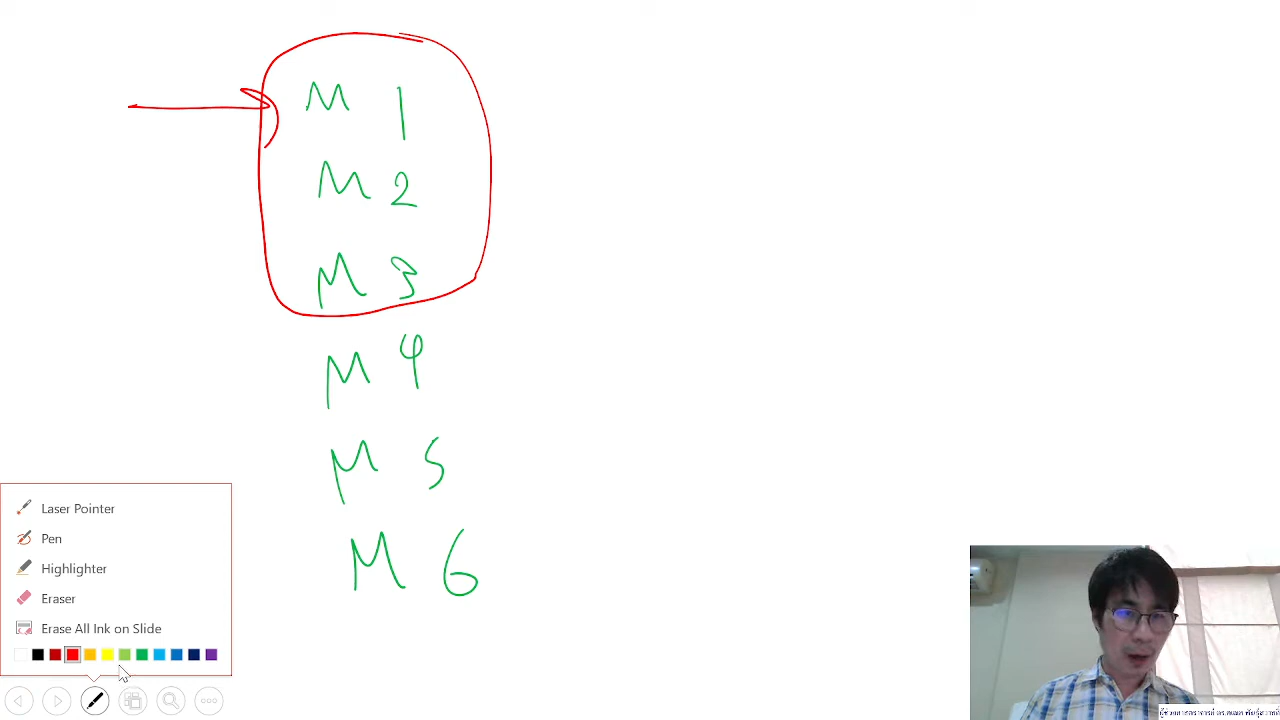 M 1
M 2
M 3
M 4
M 5
M 6
Laser Pointer
Pen
Highlighter
Eraser
Erase All Ink on Slide